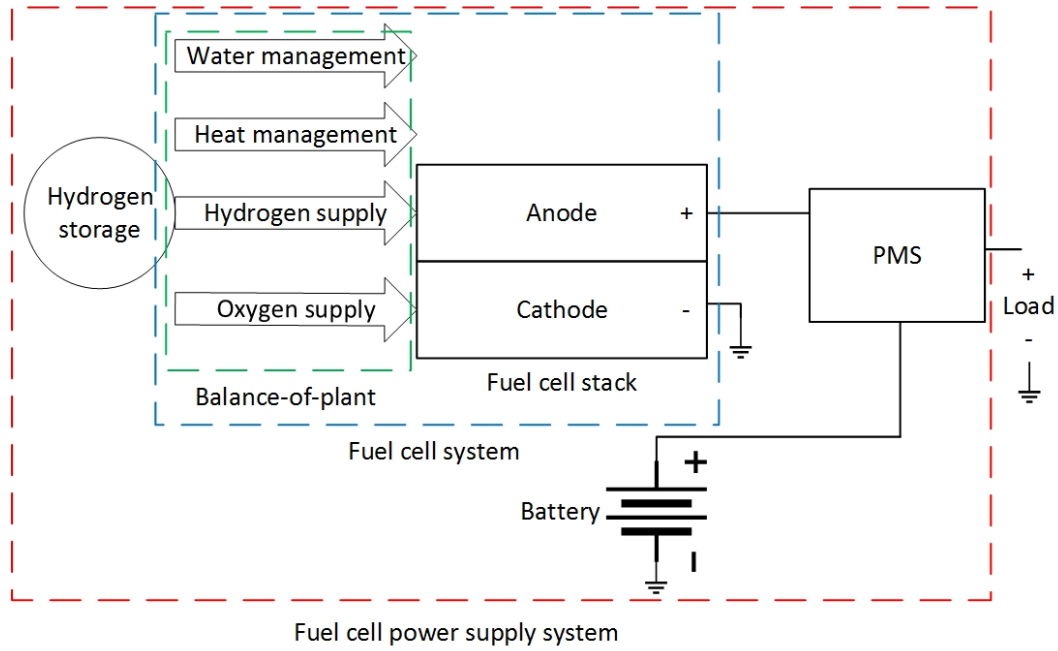 Water management
Heat management
Hydrogen
storage
Hydrogen supply
Anode
+
PMS
+
Load
-
Oxygen supply
Cathode
-
Fuel cell stack
Balance-of-plant
Fuel cell system
+
Battery
Fuel cell power supply system